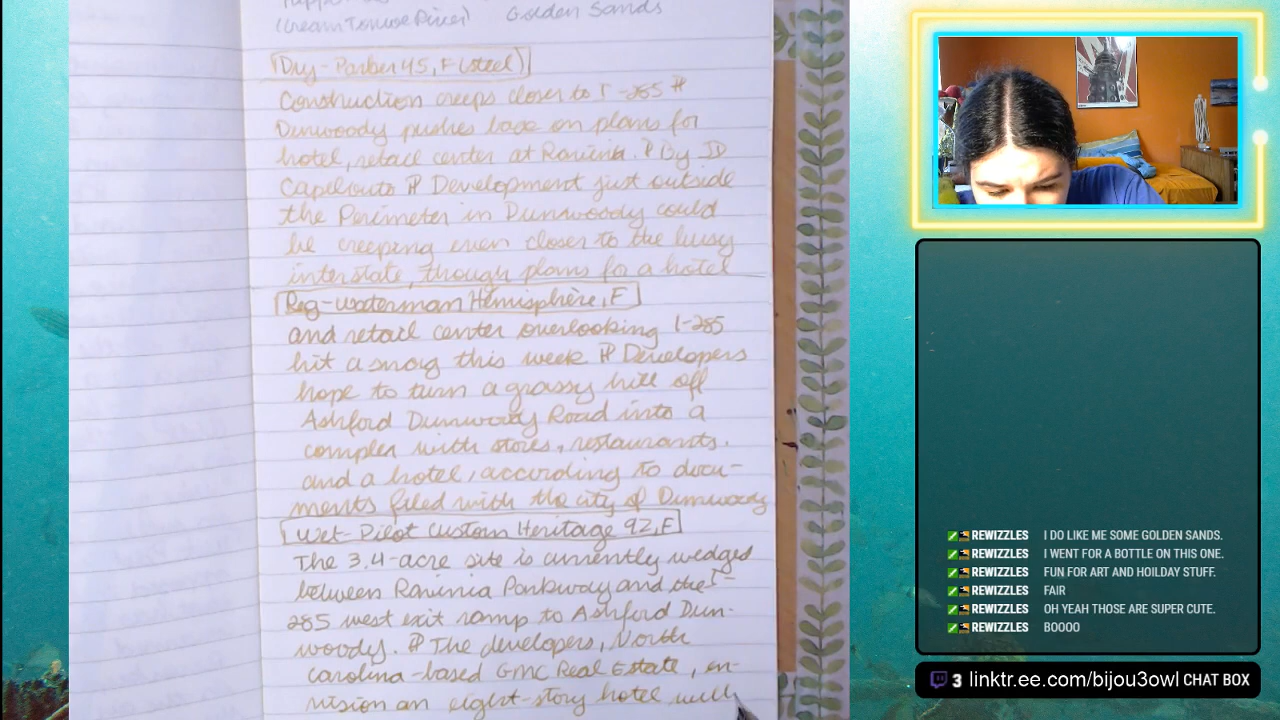 (Cream Tonwe Piner) Golden Sands
Dry-Parker 45, F (steel)
Construction creeps closer to I-285 ‖
Dunwoody pushes back on plans for
hotel, retail center at Ravinia. ‖ By JD
Capelouto ‖ Development just outside
the Perimeter in Dunwoody could
be creeping even closer to the busy
interstate, though plans for a hotel
Reg-Waterman Hémisphère, F
and retail center overlooking I-285
hit a snag this week ‖ Developers
hope to turn a grassy hill off
Ashford Dunwoody Road into a
complex with stores, restaurants.
and a hotel, according to docu-
ments filed with the city of Dunwoody
Wet-Pilot Custom Heritage 92, F
The 3.4-acre site is currently wedges
between Ravinia Parkway and the I-
285 west exit ramp to Ashford Dun-
woody. ‖ The developers, North
Carolina-based GMC Real Estate, en-
vision an eight-story hotel with
REWIZZLES I DO LIKE ME SOME GOLDEN SANDS.
REWIZZLES I WENT FOR A BOTTLE ON THIS ONE.
REWIZZLES FUN FOR ART AND HOILDAY STUFF.
REWIZZLES FAIR
REWIZZLES OH YEAH THOSE ARE SUPER CUTE.
REWIZZLES BOOOO
3 linktr.ee.com/bijou3owl CHAT BOX